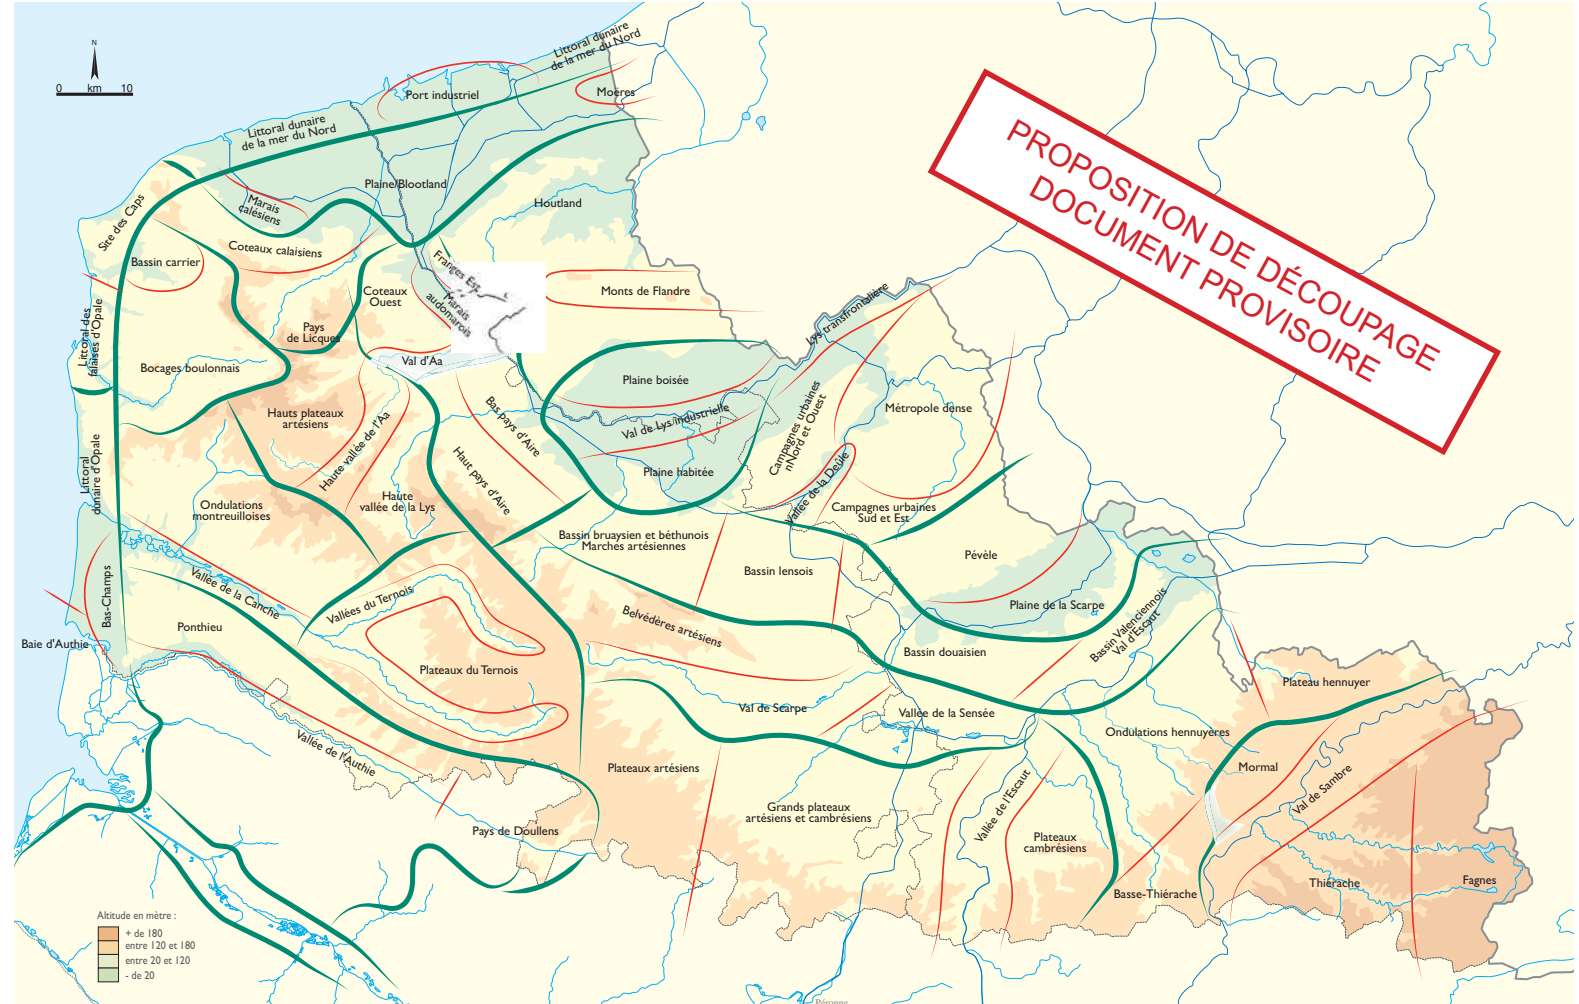 N
0 km 10
Littoral dunaire
de la mer du Nord
Port industriel
Moëres
Littoral dunaire
de la mer du Nord
PROPOSITION DE DÉCOUPAGE
DOCUMENT PROVISOIRE
Plaine/Blootland
Houtland
Marais
calésiens
Site des Caps
Coteaux calaisiens
Bassin carrier
Franges Est
Coteaux
Ouest
Marais
audomarois
Monts de Flandre
Lys transfrontalière
Littoral des
falaises d'Opale
Pays
de Licques
Val d'Aa
Bocages boulonnais
Plaine boisée
Hauts plateaux
artésiens
Haute vallée de l'Aa
Bas pays d'Aire
Val de Lys industrielle
Campagnes urbaines
nNord et Ouest
Métropole dense
Littoral
dunaire d'Opale
Haut pays d'Aire
Plaine habitée
Vallée de la Deûle
Ondulations
montreuilloises
Haute
vallée de la Lys
Campagnes urbaines
Sud et Est
Bassin bruaysien et béthunois
Marches artésiennes
Pévèle
Bassin lensois
Bas-Champs
Vallée de la Canche
Vallées du Ternois
Plaine de la Scarpe
Belvédères artésiens
Bassin Valenciennois
Val d'Escaut
Ponthieu
Baie d'Authie
Bassin douaisien
Plateaux du Ternois
Plateau hennuyer
Val de Scarpe
Vallée de la Sensée
Ondulations hennuyères
Vallée de l'Authie
Plateaux artésiens
Mormal
Val de Sambre
Grands plateaux
artésiens et cambrésiens
Vallée de l'Escaut
Pays de Doullens
Plateaux
cambrésiens
Basse-Thiérache
Thiérache
Fagnes
Altitude en mètre :
+ de 180
entre 120 et 180
entre 20 et 120
- de 20
Péronne